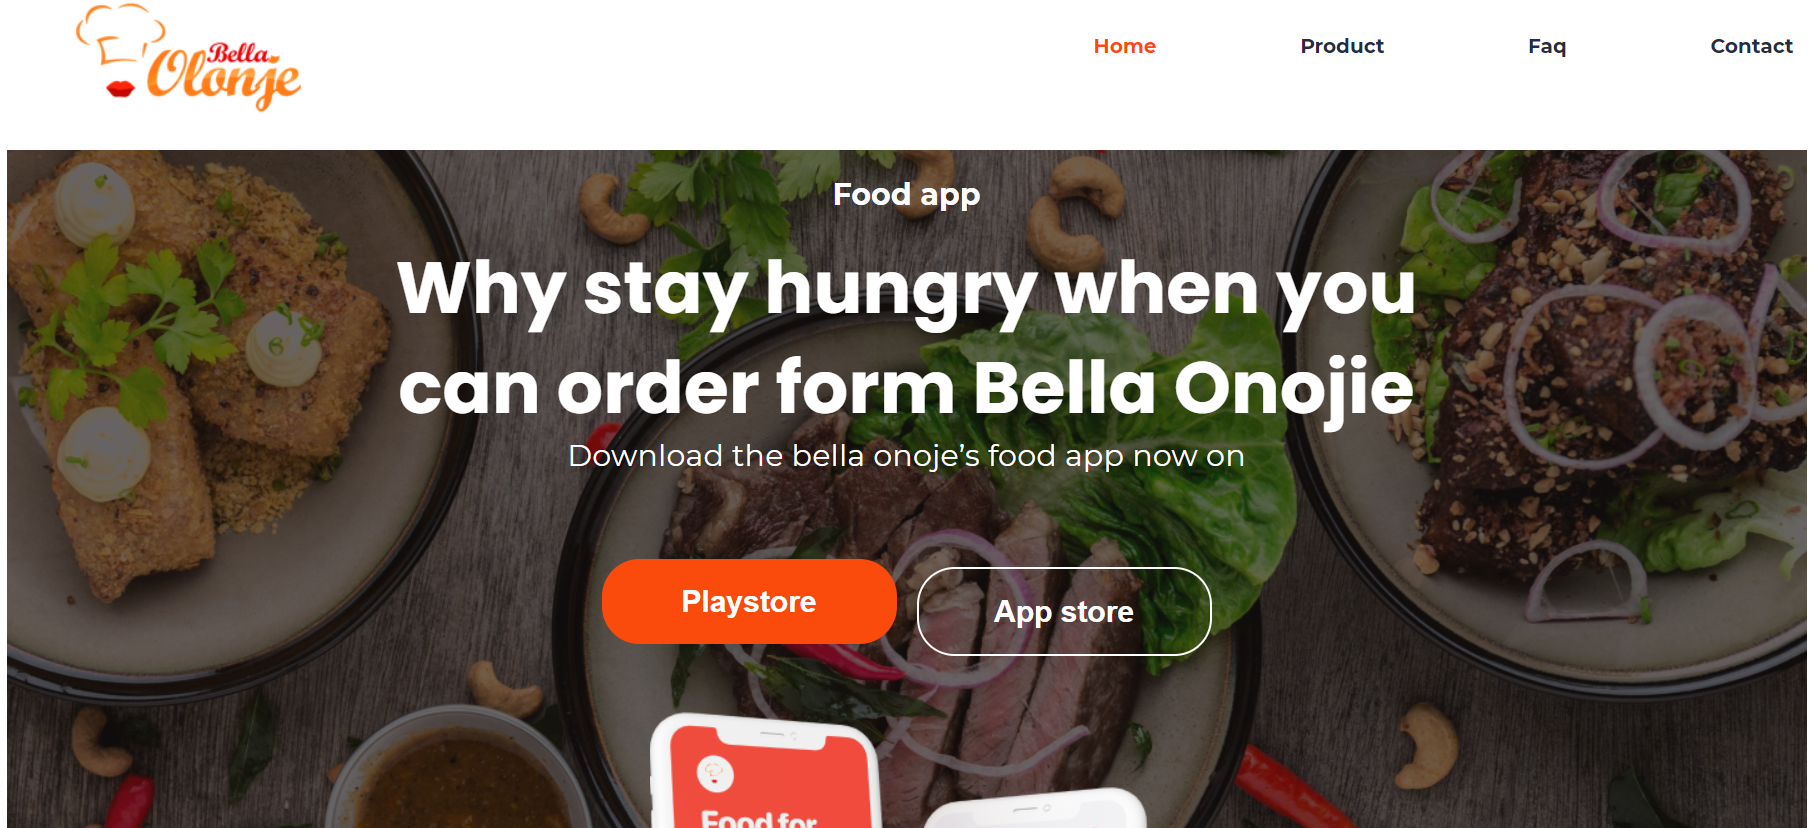 Bella
Olonje
Home Product Faq Contact
Food app
Why stay hungry when you
can order form Bella Onojie
Download the bella onoje's food app now on
Playstore App store
Food for